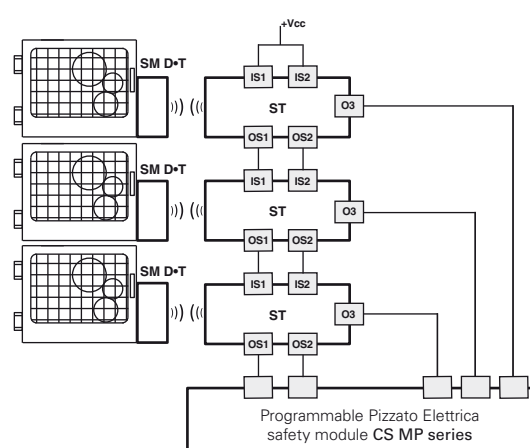 +Vcc
SM D•T
IS1 IS2
ST
O3
OS1 OS2
SM D•T
IS1 IS2
ST
O3
OS1 OS2
SM D•T
IS1 IS2
ST
O3
OS1 OS2
Programmable Pizzato Elettrica
safety module CS MP series